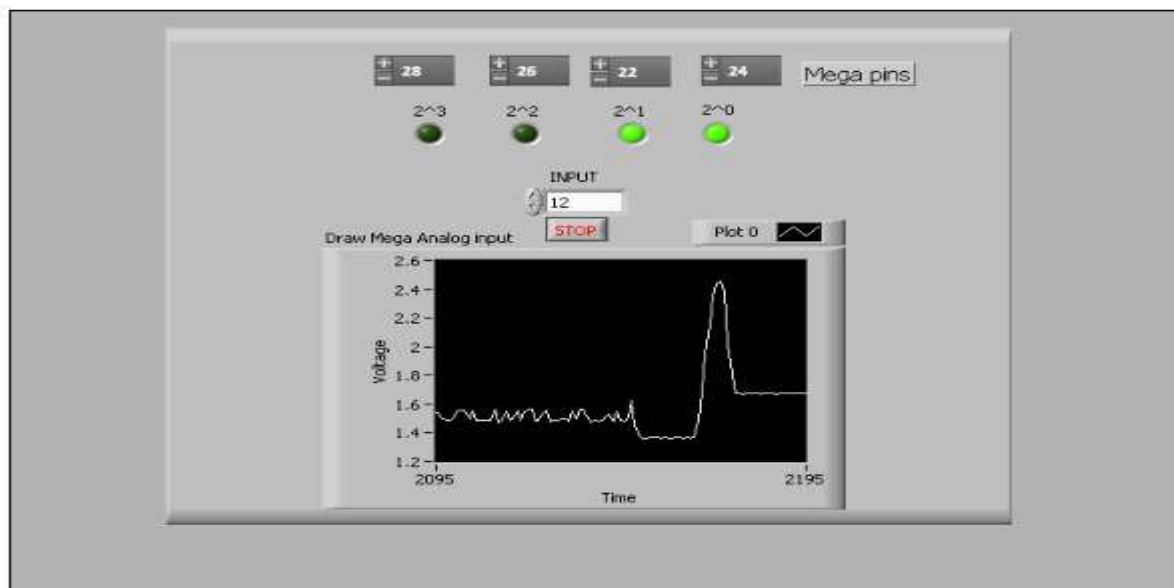 28 26 22 24 Mega pins
2^3 2^2 2^1 2^0
INPUT
12
STOP
Draw Mega Analog input
Plot 0
2.6
2.4
2.2
2
1.8
1.6
1.4
1.2
Voltage
2095 2195
Time